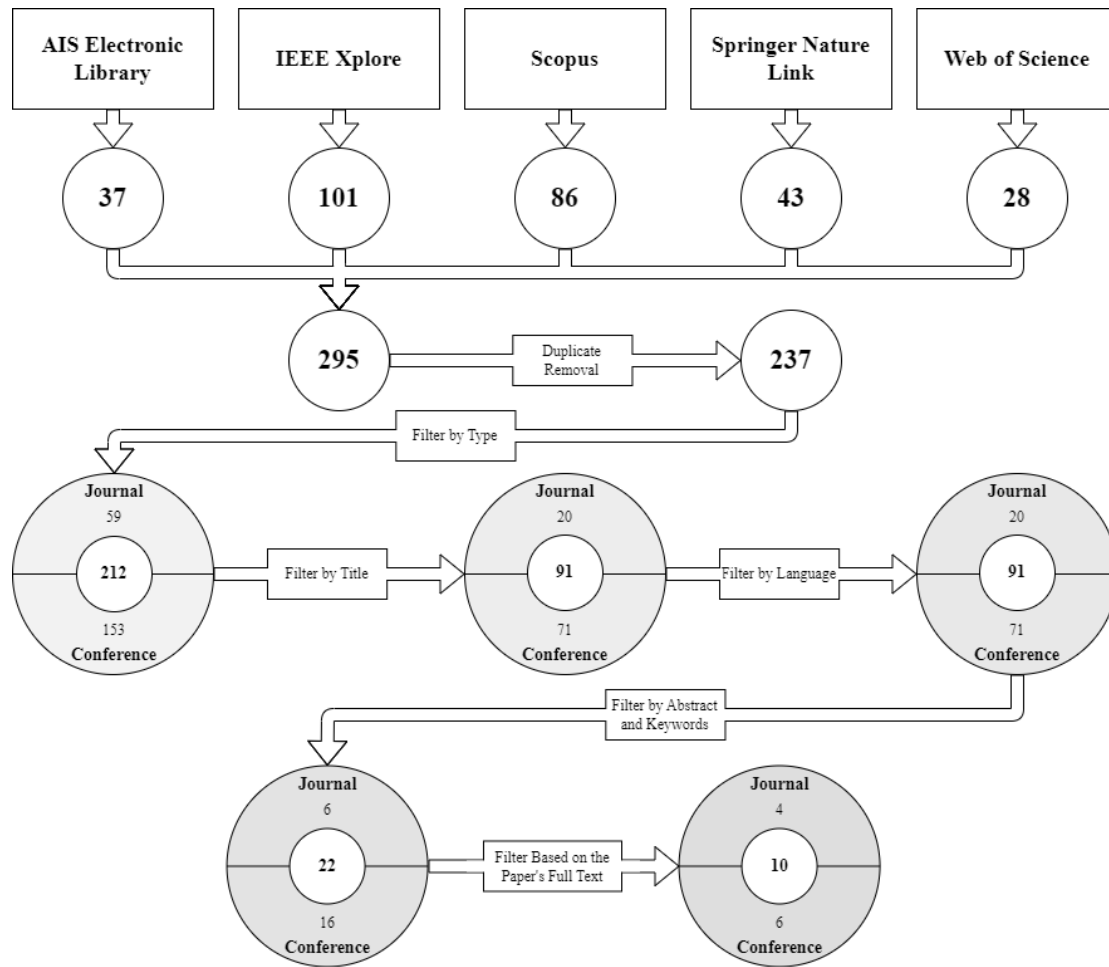 AIS Electronic
Library
IEEE Xplore
Scopus
Springer Nature
Link
Web of Science
37
101
86
43
28
295
Duplicate
Removal
237
Filter by Type
Journal
59
212
153
Conference
Filter by Title
Journal
20
91
71
Conference
Filter by Language
Journal
20
91
71
Conference
Filter by Abstract
and Keywords
Journal
6
22
16
Conference
Filter Based on the
Paper's Full Text
Journal
4
10
6
Conference